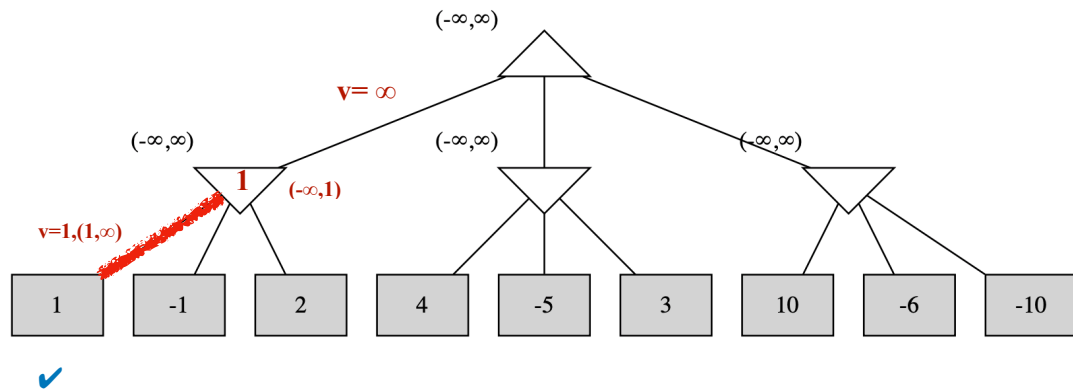 (-∞,∞)
v= ∞
(-∞,∞) (-∞,∞) (-∞,∞)
1 (-∞,1)
v=1,(1,∞)
1 -1 2 4 -5 3 10 -6 -10
✔